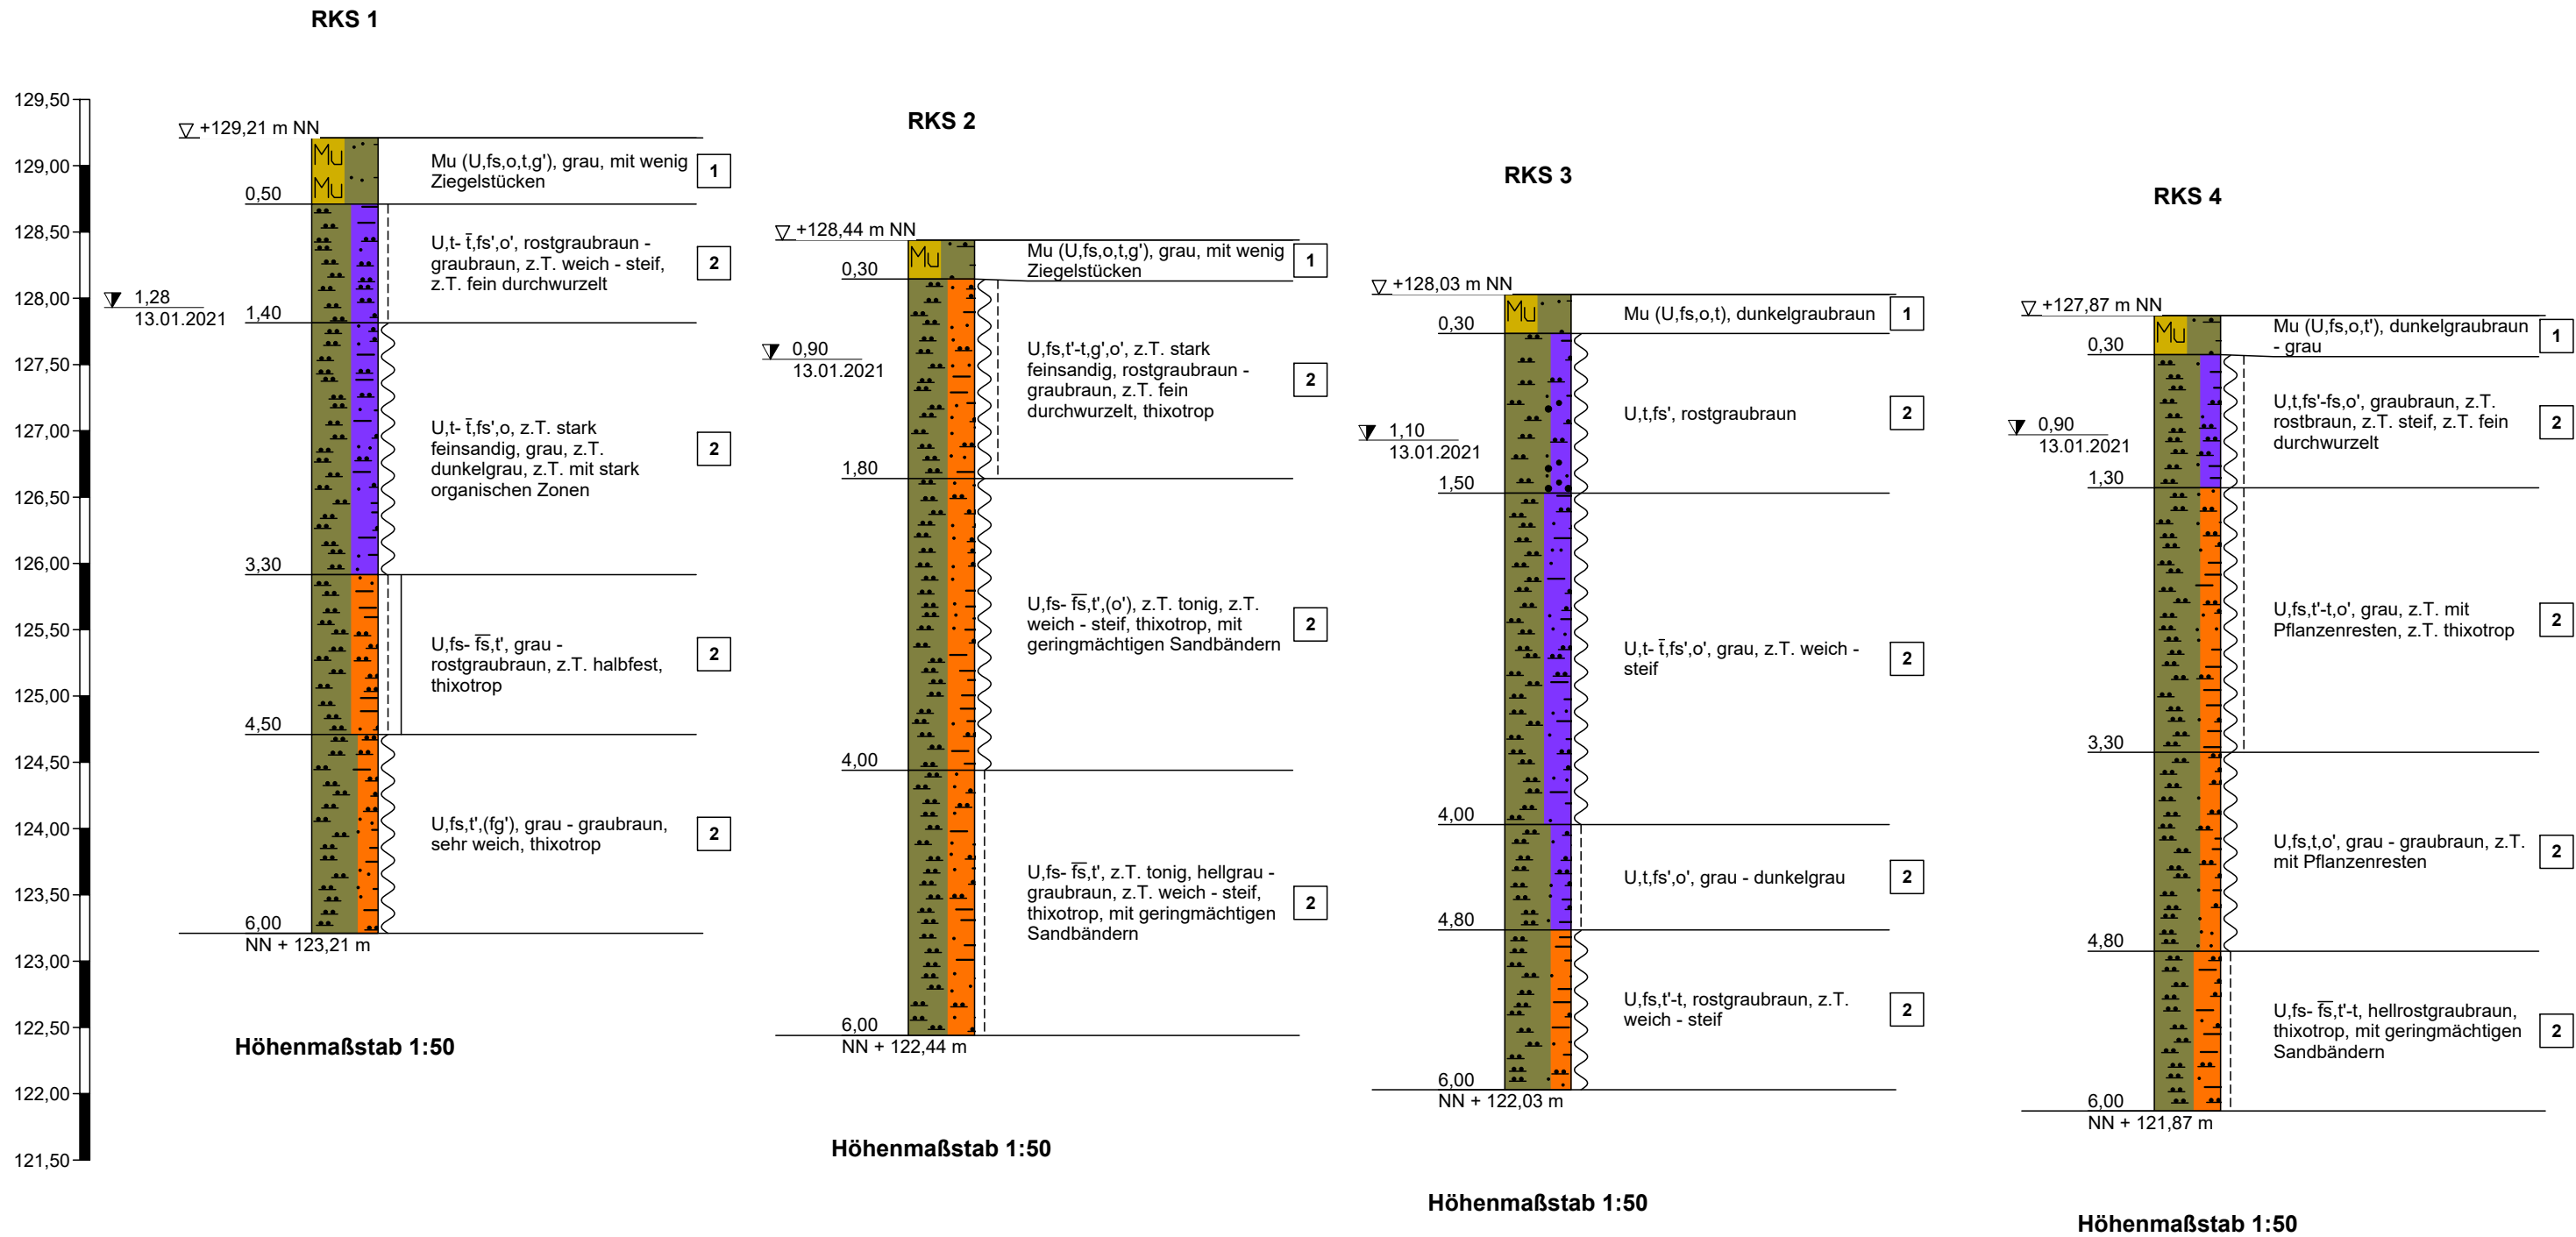 RKS 1
129,50
129,00
128,50
128,00
127,50
127,00
126,50
126,00
125,50
125,00
124,50
124,00
123,50
123,00
122,50
122,00
121,50
+129,21 m NN
Mu
Mu
Mu (U,fs,o,t,g'), grau, mit wenig
Ziegelstücken
1
0,50
U,t- t̄,fs',o', rostgraubraun -
graubraun, z.T. weich - steif,
z.T. fein durchwurzelt
2
1,28
13.01.2021
1,40
U,t- t̄,fs',o, z.T. stark
feinsandig, grau, z.T.
dunkelgrau, z.T. mit stark
organischen Zonen
2
3,30
U,fs- f̄s̄,t', grau -
rostgraubraun, z.T. halbfest,
thixotrop
2
4,50
U,fs,t',(fg'), grau - graubraun,
sehr weich, thixotrop
2
6,00
NN + 123,21 m
Höhenmaßstab 1:50
RKS 2
+128,44 m NN
Mu
Mu (U,fs,o,t,g'), grau, mit wenig
Ziegelstücken
1
0,30
U,fs,t'-t,g',o', z.T. stark
feinsandig, rostgraubraun -
graubraun, z.T. fein
durchwurzelt, thixotrop
2
0,90
13.01.2021
1,80
U,fs- f̄s̄,t',(o'), z.T. tonig, z.T.
weich - steif, thixotrop, mit
geringmächtigen Sandbändern
2
4,00
U,fs- f̄s̄,t', z.T. tonig, hellgrau -
graubraun, z.T. weich - steif,
thixotrop, mit geringmächtigen
Sandbändern
2
6,00
NN + 122,44 m
Höhenmaßstab 1:50
RKS 3
+128,03 m NN
Mu
Mu (U,fs,o,t), dunkelgraubraun
1
0,30
U,t,fs', rostgraubraun
2
1,10
13.01.2021
1,50
U,t- t̄,fs',o', grau, z.T. weich -
steif
2
4,00
U,t,fs',o', grau - dunkelgrau
2
4,80
U,fs,t'-t, rostgraubraun, z.T.
weich - steif
2
6,00
NN + 122,03 m
Höhenmaßstab 1:50
RKS 4
+127,87 m NN
Mu
Mu (U,fs,o,t'), dunkelgraubraun
- grau
1
0,30
U,t,fs'-fs,o', graubraun, z.T.
rostbraun, z.T. steif, z.T. fein
durchwurzelt
2
0,90
13.01.2021
1,30
U,fs,t'-t,o', grau, z.T. mit
Pflanzenresten, z.T. thixotrop
2
3,30
U,fs,t,o', grau - graubraun, z.T.
mit Pflanzenresten
2
4,80
U,fs- f̄s̄,t'-t, hellrostgraubraun,
thixotrop, mit geringmächtigen
Sandbändern
2
6,00
NN + 121,87 m
Höhenmaßstab 1:50